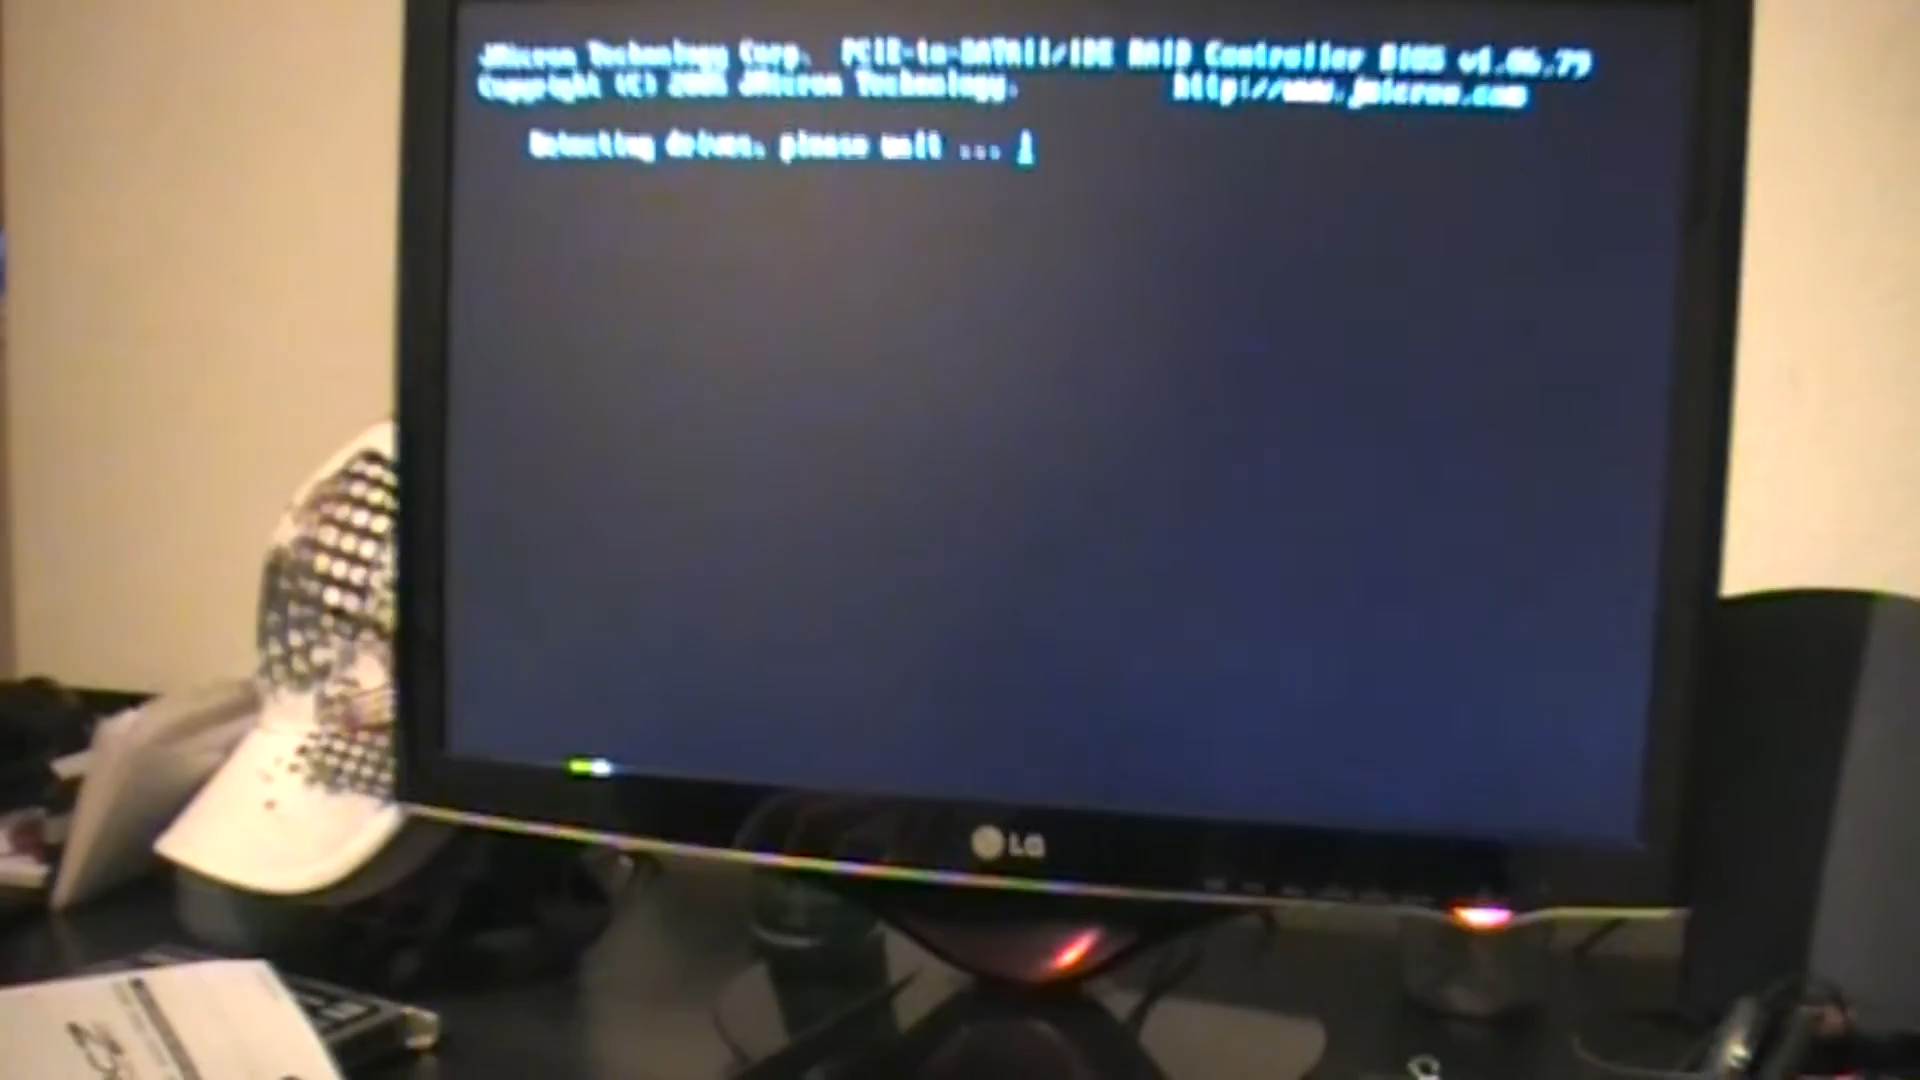 JMicron Technology Corp. PCIE-to-SATAII/IDE RAID Controller BIOS v1.06.79
Copyright (C) 2006 JMicron Technology. http://www.jmicron.com
Detecting drives, please wait ...
LG